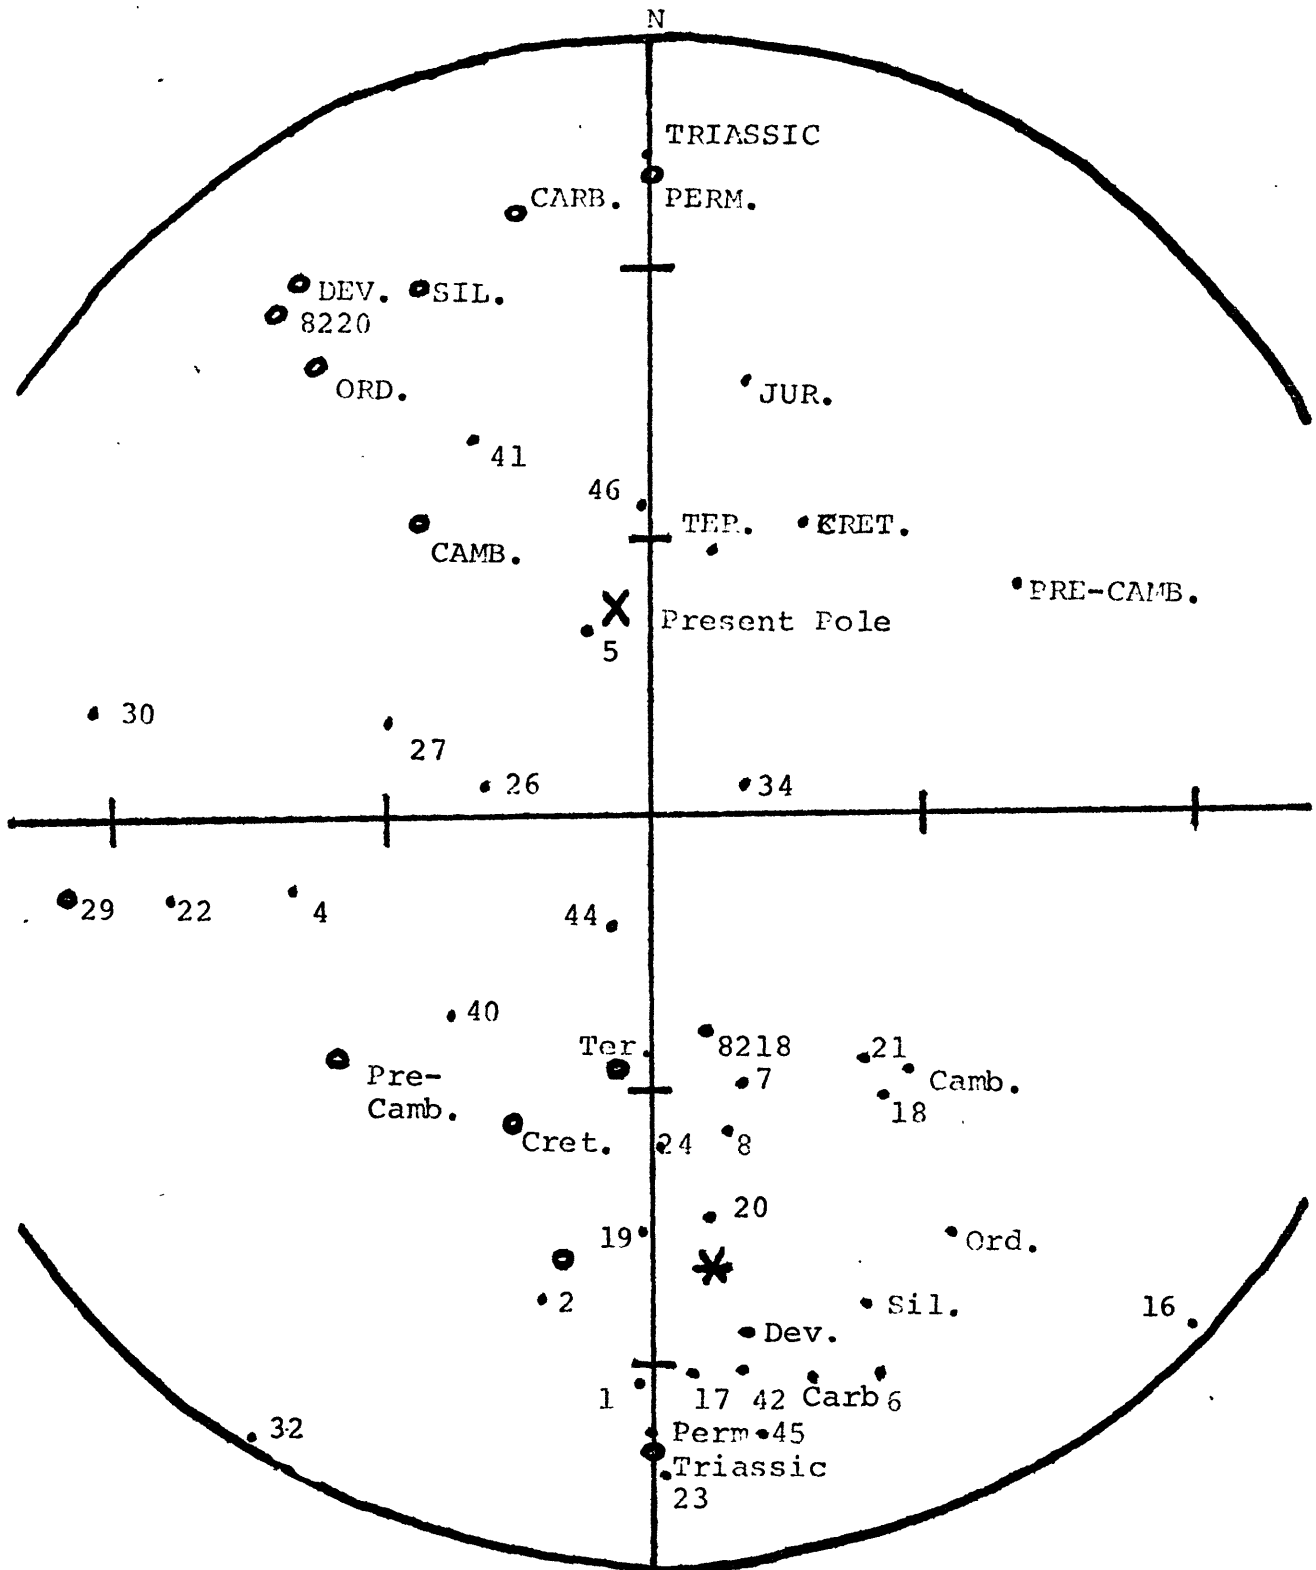 N
TRIASSIC
CARB.
PERM.
DEV.
SIL.
8220
ORD.
JUR.
41
46
TER.
CRET.
CAMB.
PRE-CAMB.
Present Pole
5
30
27
26
34
29
22
4
44
40
Ter.
8218
21
7
Camb.
Pre-
Camb.
18
Cret.
24
8
20
19
Ord.
2
Sil.
16
Dev.
1
17
42
Carb
6
32
Perm
45
Triassic
23